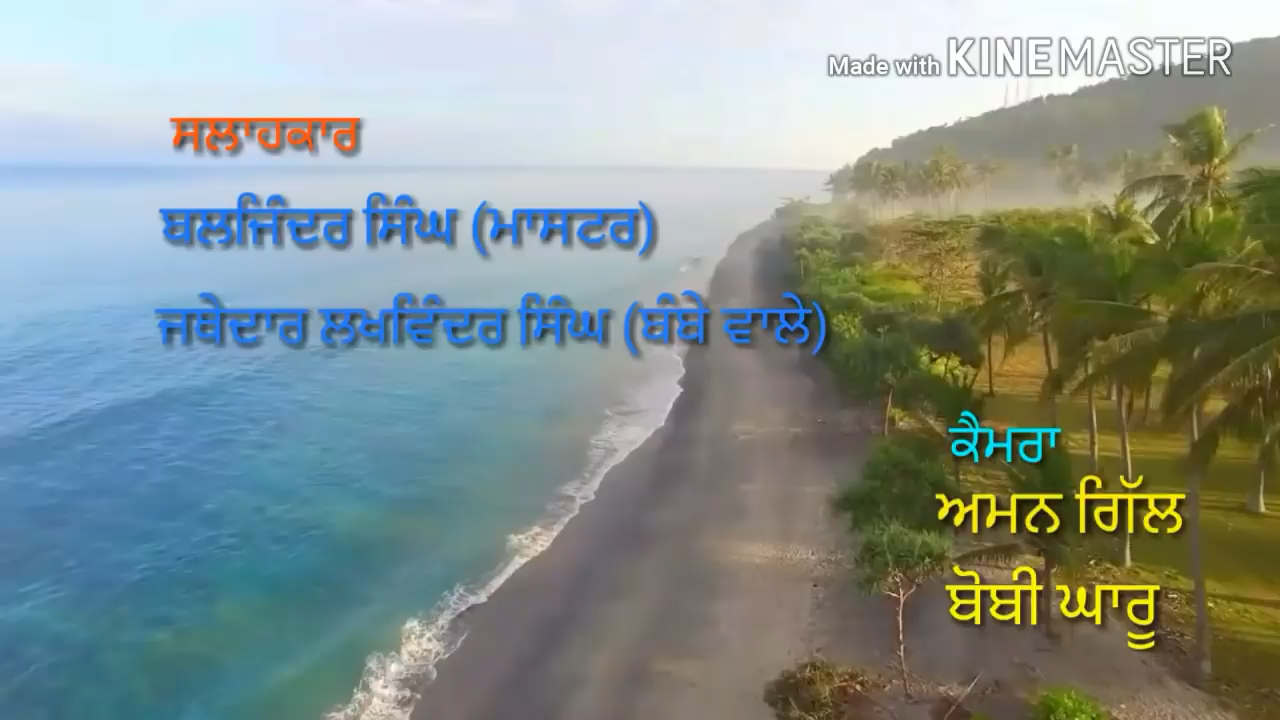 Made with KINEMASTER
ਸਲਾਹਕਾਰ
ਬਲਜਿੰਦਰ ਸਿੰਘ (ਮਾਸਟਰ)
ਜਥੇਦਾਰ ਲਖਵਿੰਦਰ ਸਿੰਘ (ਬੰਬੇ ਵਾਲੇ)
ਕੈਮਰਾ
ਅਮਨ ਗਿੱਲ
ਬੋਬੀ ਘਾਰੂ